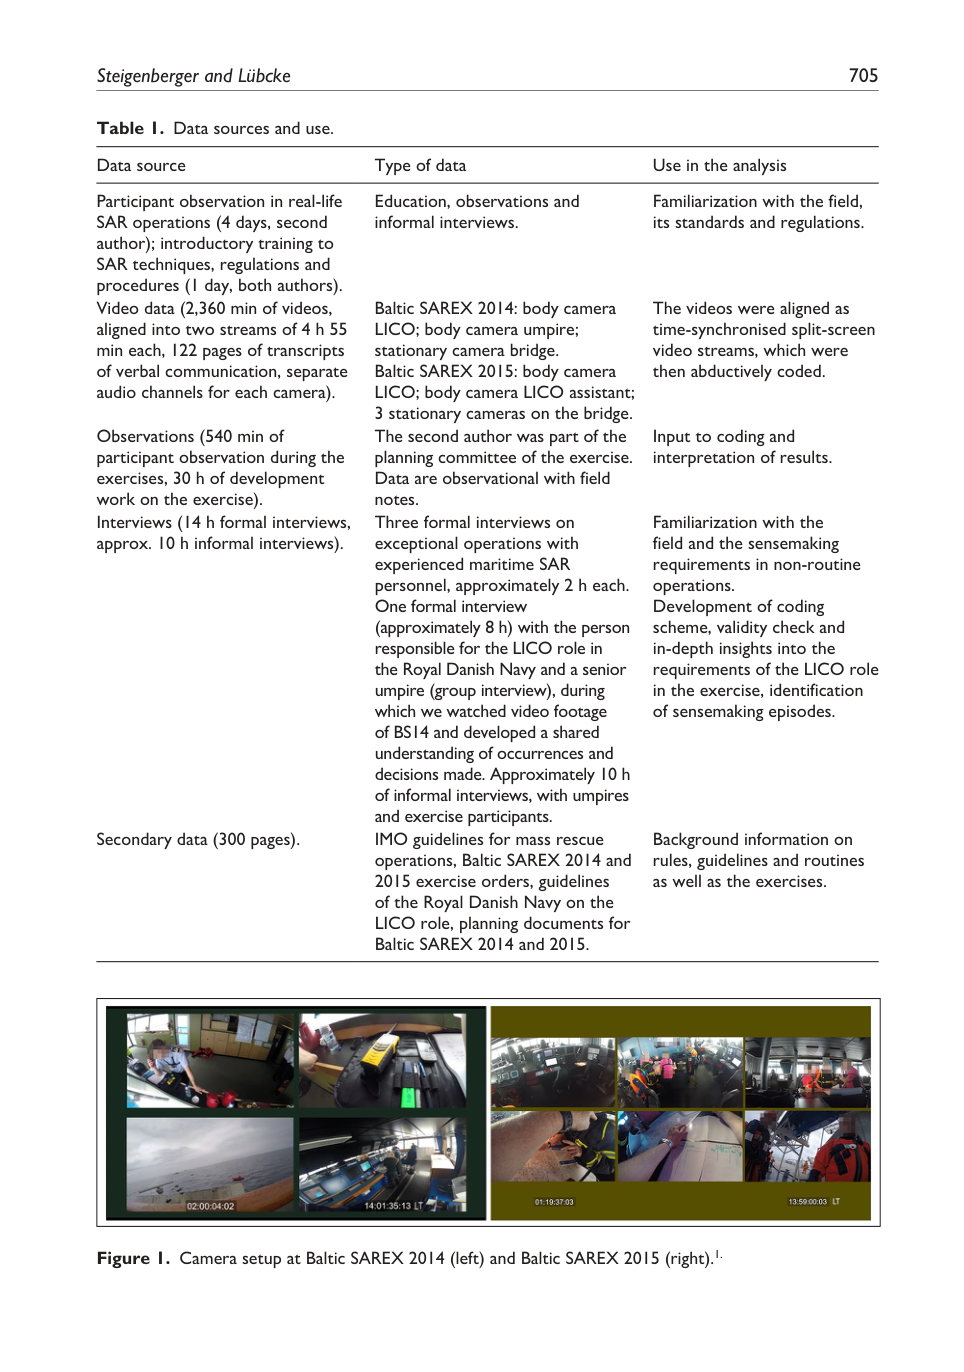 Steigenberger and Lübcke 705
Table 1. Data sources and use.
Data source Type of data Use in the analysis
Participant observation in real-life
SAR operations (4 days, second
author); introductory training to
SAR techniques, regulations and
procedures (1 day, both authors).
Education, observations and
informal interviews.
Familiarization with the field,
its standards and regulations.
Video data (2,360 min of videos,
aligned into two streams of 4 h 55
min each, 122 pages of transcripts
of verbal communication, separate
audio channels for each camera).
Baltic SAREX 2014: body camera
LICO; body camera umpire;
stationary camera bridge.
Baltic SAREX 2015: body camera
LICO; body camera LICO assistant;
3 stationary cameras on the bridge.
The videos were aligned as
time-synchronised split-screen
video streams, which were
then abductively coded.
Observations (540 min of
participant observation during the
exercises, 30 h of development
work on the exercise).
The second author was part of the
planning committee of the exercise.
Data are observational with field
notes.
Input to coding and
interpretation of results.
Interviews (14 h formal interviews,
approx. 10 h informal interviews).
Three formal interviews on
exceptional operations with
experienced maritime SAR
personnel, approximately 2 h each.
One formal interview
(approximately 8 h) with the person
responsible for the LICO role in
the Royal Danish Navy and a senior
umpire (group interview), during
which we watched video footage
of BS14 and developed a shared
understanding of occurrences and
decisions made. Approximately 10 h
of informal interviews, with umpires
and exercise participants.
Familiarization with the
field and the sensemaking
requirements in non-routine
operations.
Development of coding
scheme, validity check and
in-depth insights into the
requirements of the LICO role
in the exercise, identification
of sensemaking episodes.
Secondary data (300 pages).
IMO guidelines for mass rescue
operations, Baltic SAREX 2014 and
2015 exercise orders, guidelines
of the Royal Danish Navy on the
LICO role, planning documents for
Baltic SAREX 2014 and 2015.
Background information on
rules, guidelines and routines
as well as the exercises.
02:00:04:02
14:01:35:13 LT
01:19:37:03
13:59:00:03 LT
Figure 1. Camera setup at Baltic SAREX 2014 (left) and Baltic SAREX 2015 (right).1.